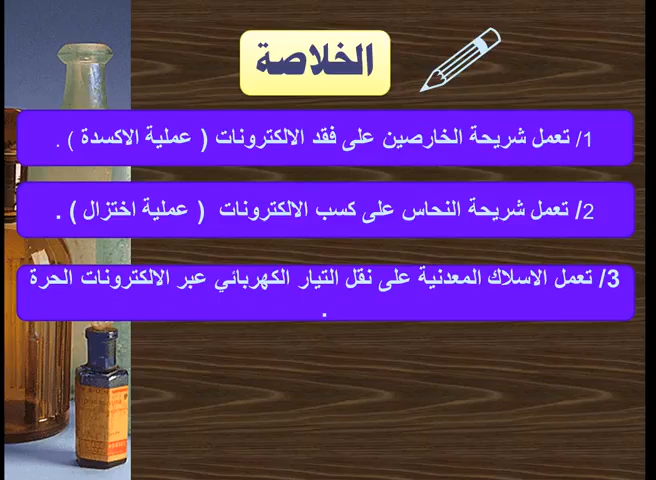 الخلاصة
1/ تعمل شريحة الخارصين على فقد الالكترونات ( عملية الاكسدة ) .
2/ تعمل شريحة النحاس على كسب الالكترونات ( عملية اختزال ) .
3/ تعمل الاسلاك المعدنية على نقل التيار الكهربائي عبر الالكترونات الحرة
.